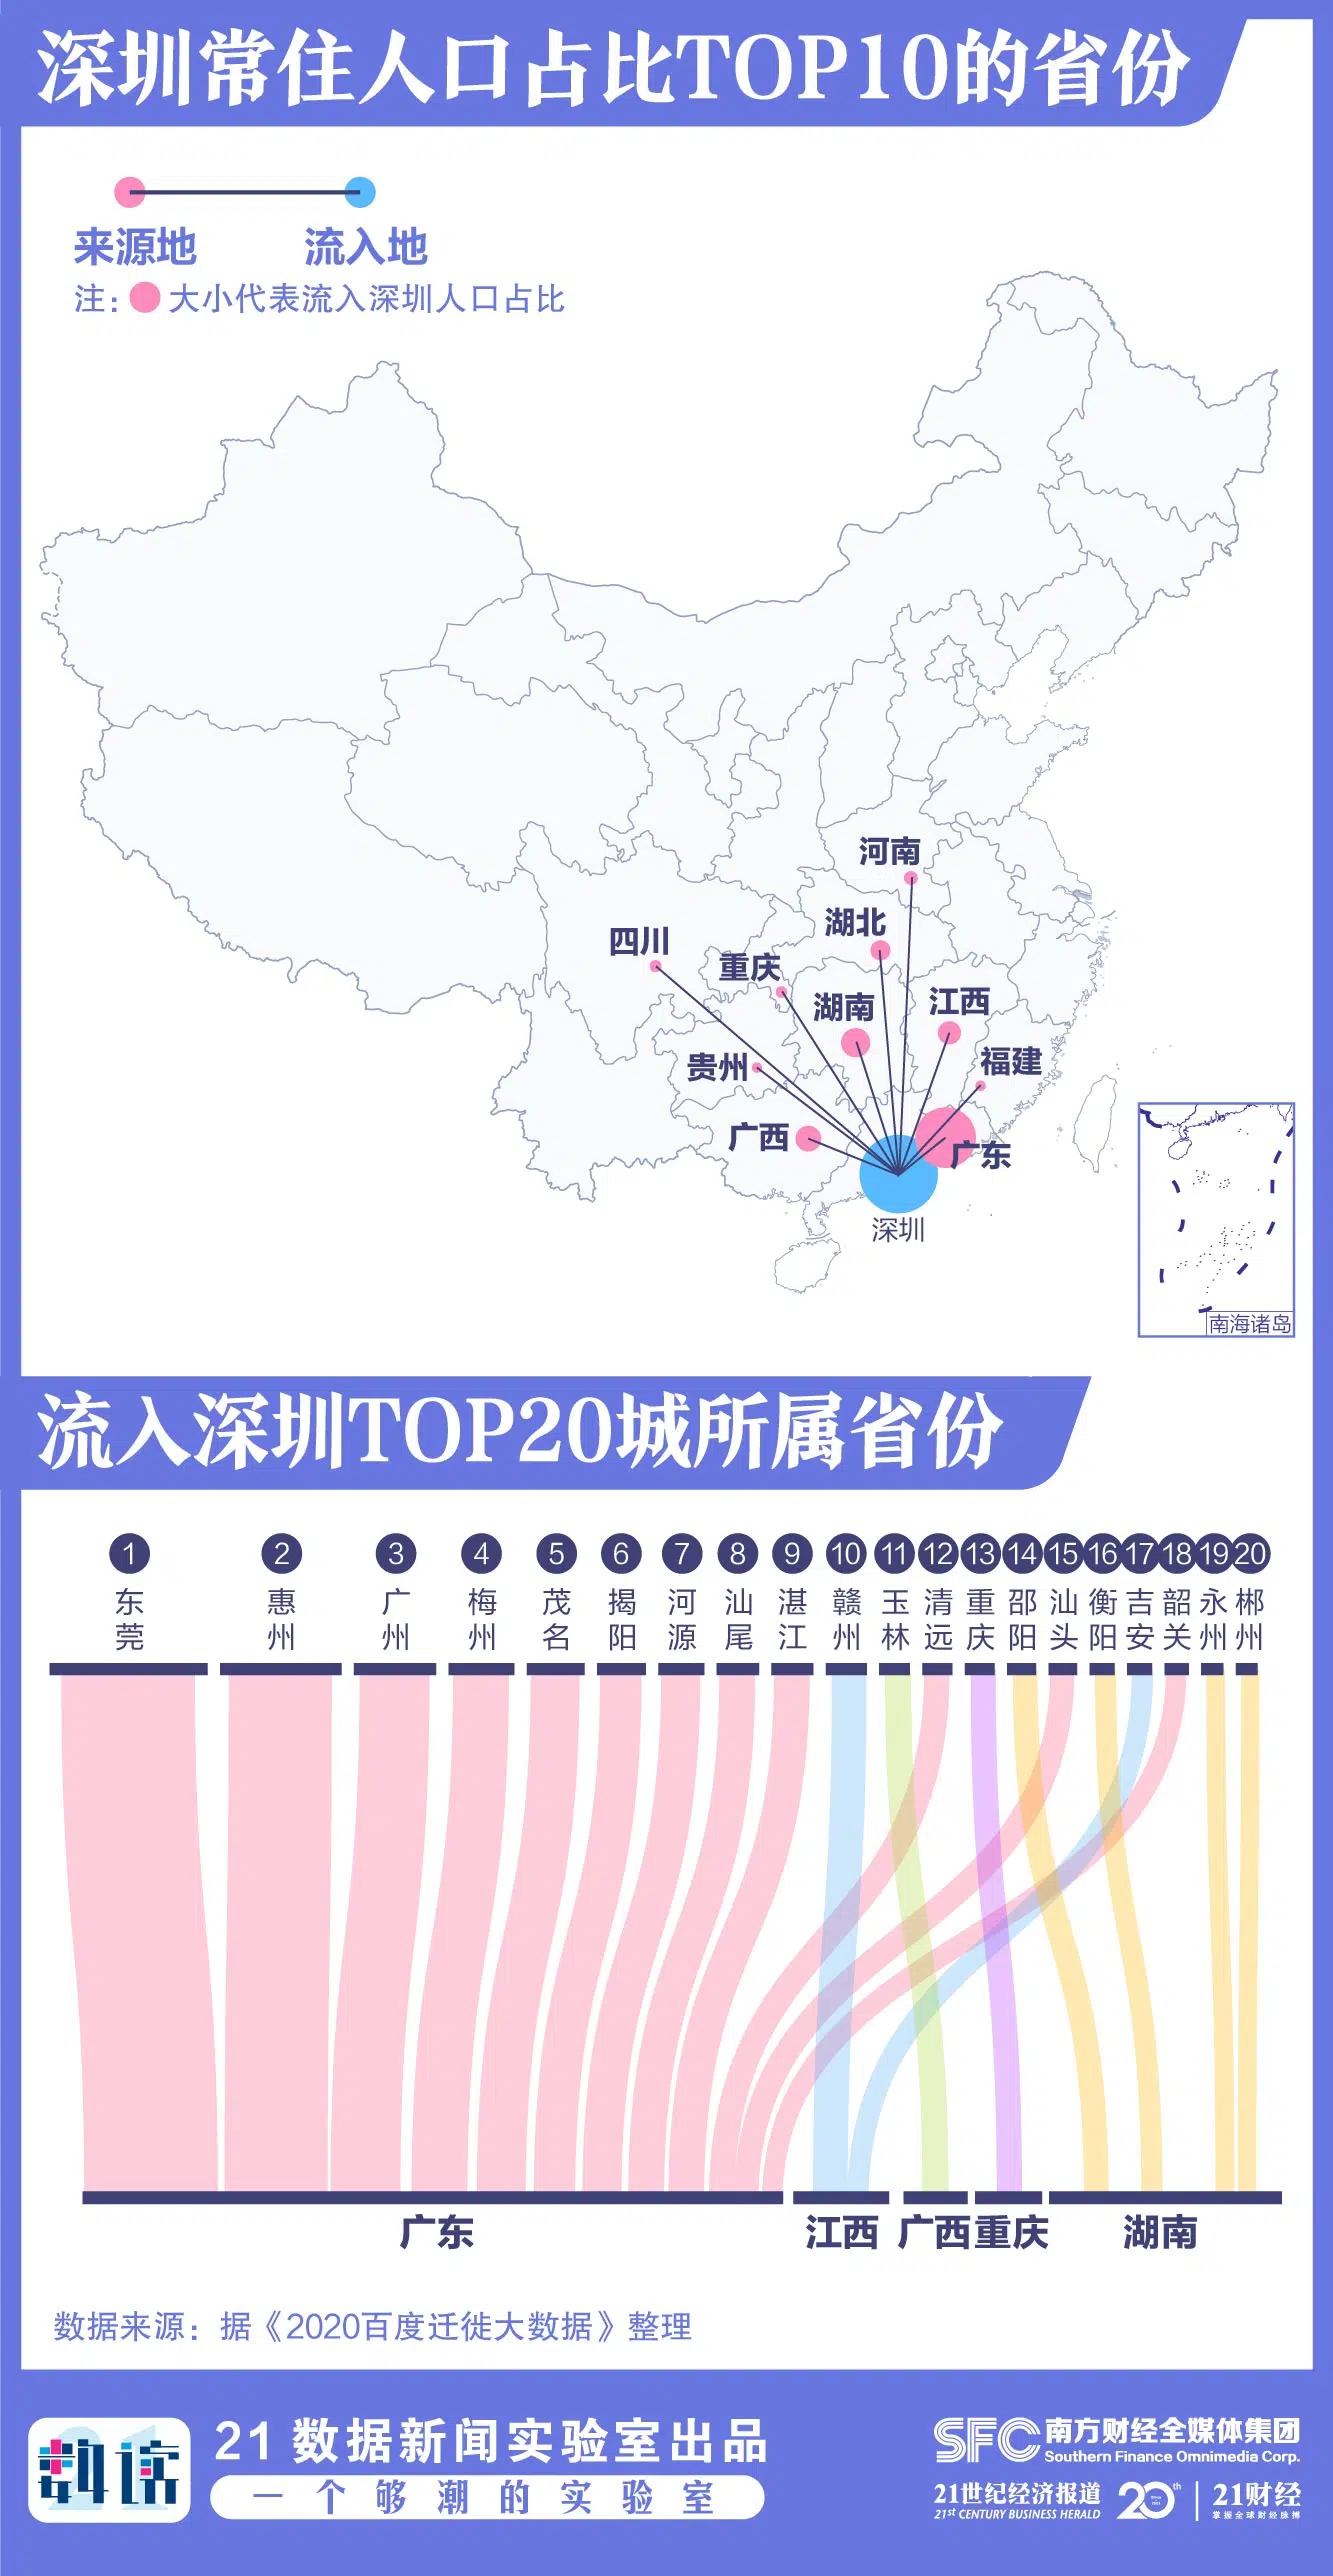 深圳常住人口占比TOP10的省份
来源地 流入地
注: 大小代表流入深圳人口占比
河南
湖北
四川
重庆
湖南
江西
福建
贵州
广西
广东
深圳
南海诸岛
流入深圳TOP20城所属省份
1 2 3 4 5 6 7 8 9 10 11 12 13 14 15 16 17 18 19 20
东莞 惠州 广州 梅州 茂名 揭阳 河源 汕尾 湛江 赣州 玉林 清远 重庆 邵阳 汕头 衡阳 吉安 韶关 永州 郴州
广东 江西 广西 重庆 湖南
数据来源：据《2020百度迁徙大数据》整理
21 数据新闻实验室出品
一个够潮的实验室
SFC 南方财经全媒体集团
Southern Finance Omnimedia Corp.
21世纪经济报道 20th 21财经
21st CENTURY BUSINESS HERALD 掌握全球财经脉搏